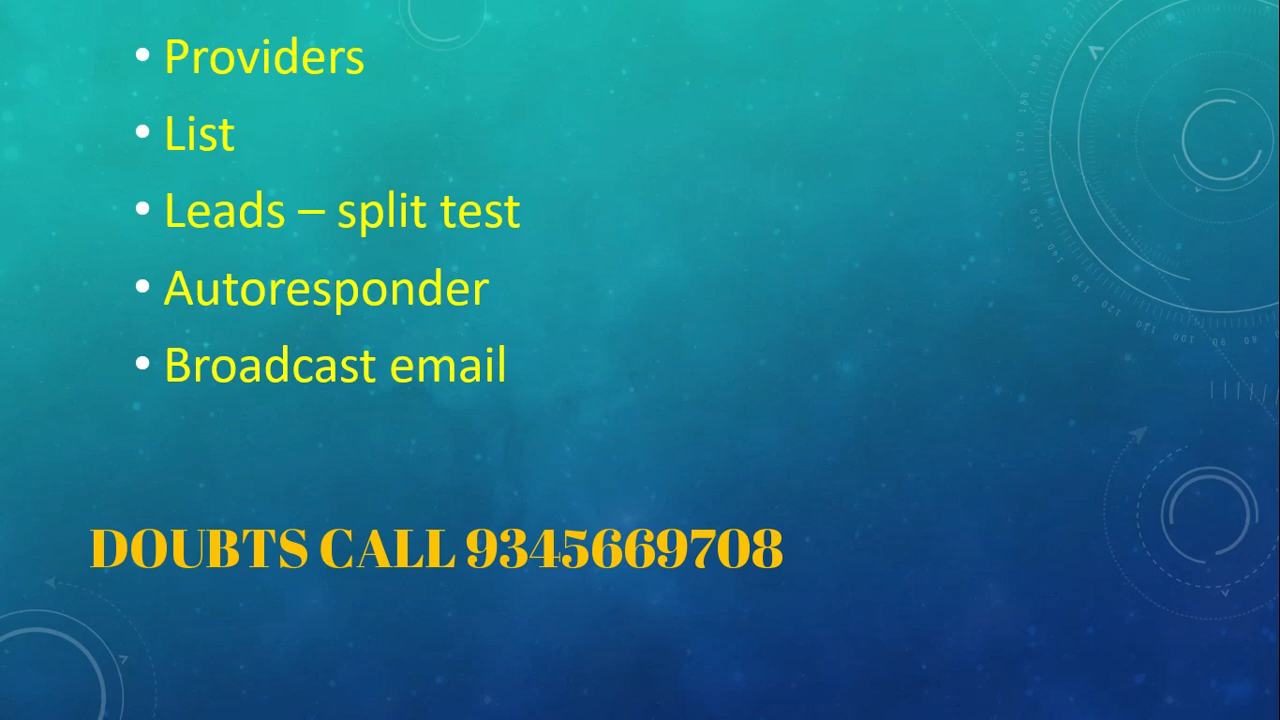 • Providers
• List
• Leads – split test
• Autoresponder
• Broadcast email
DOUBTS CALL 9345669708